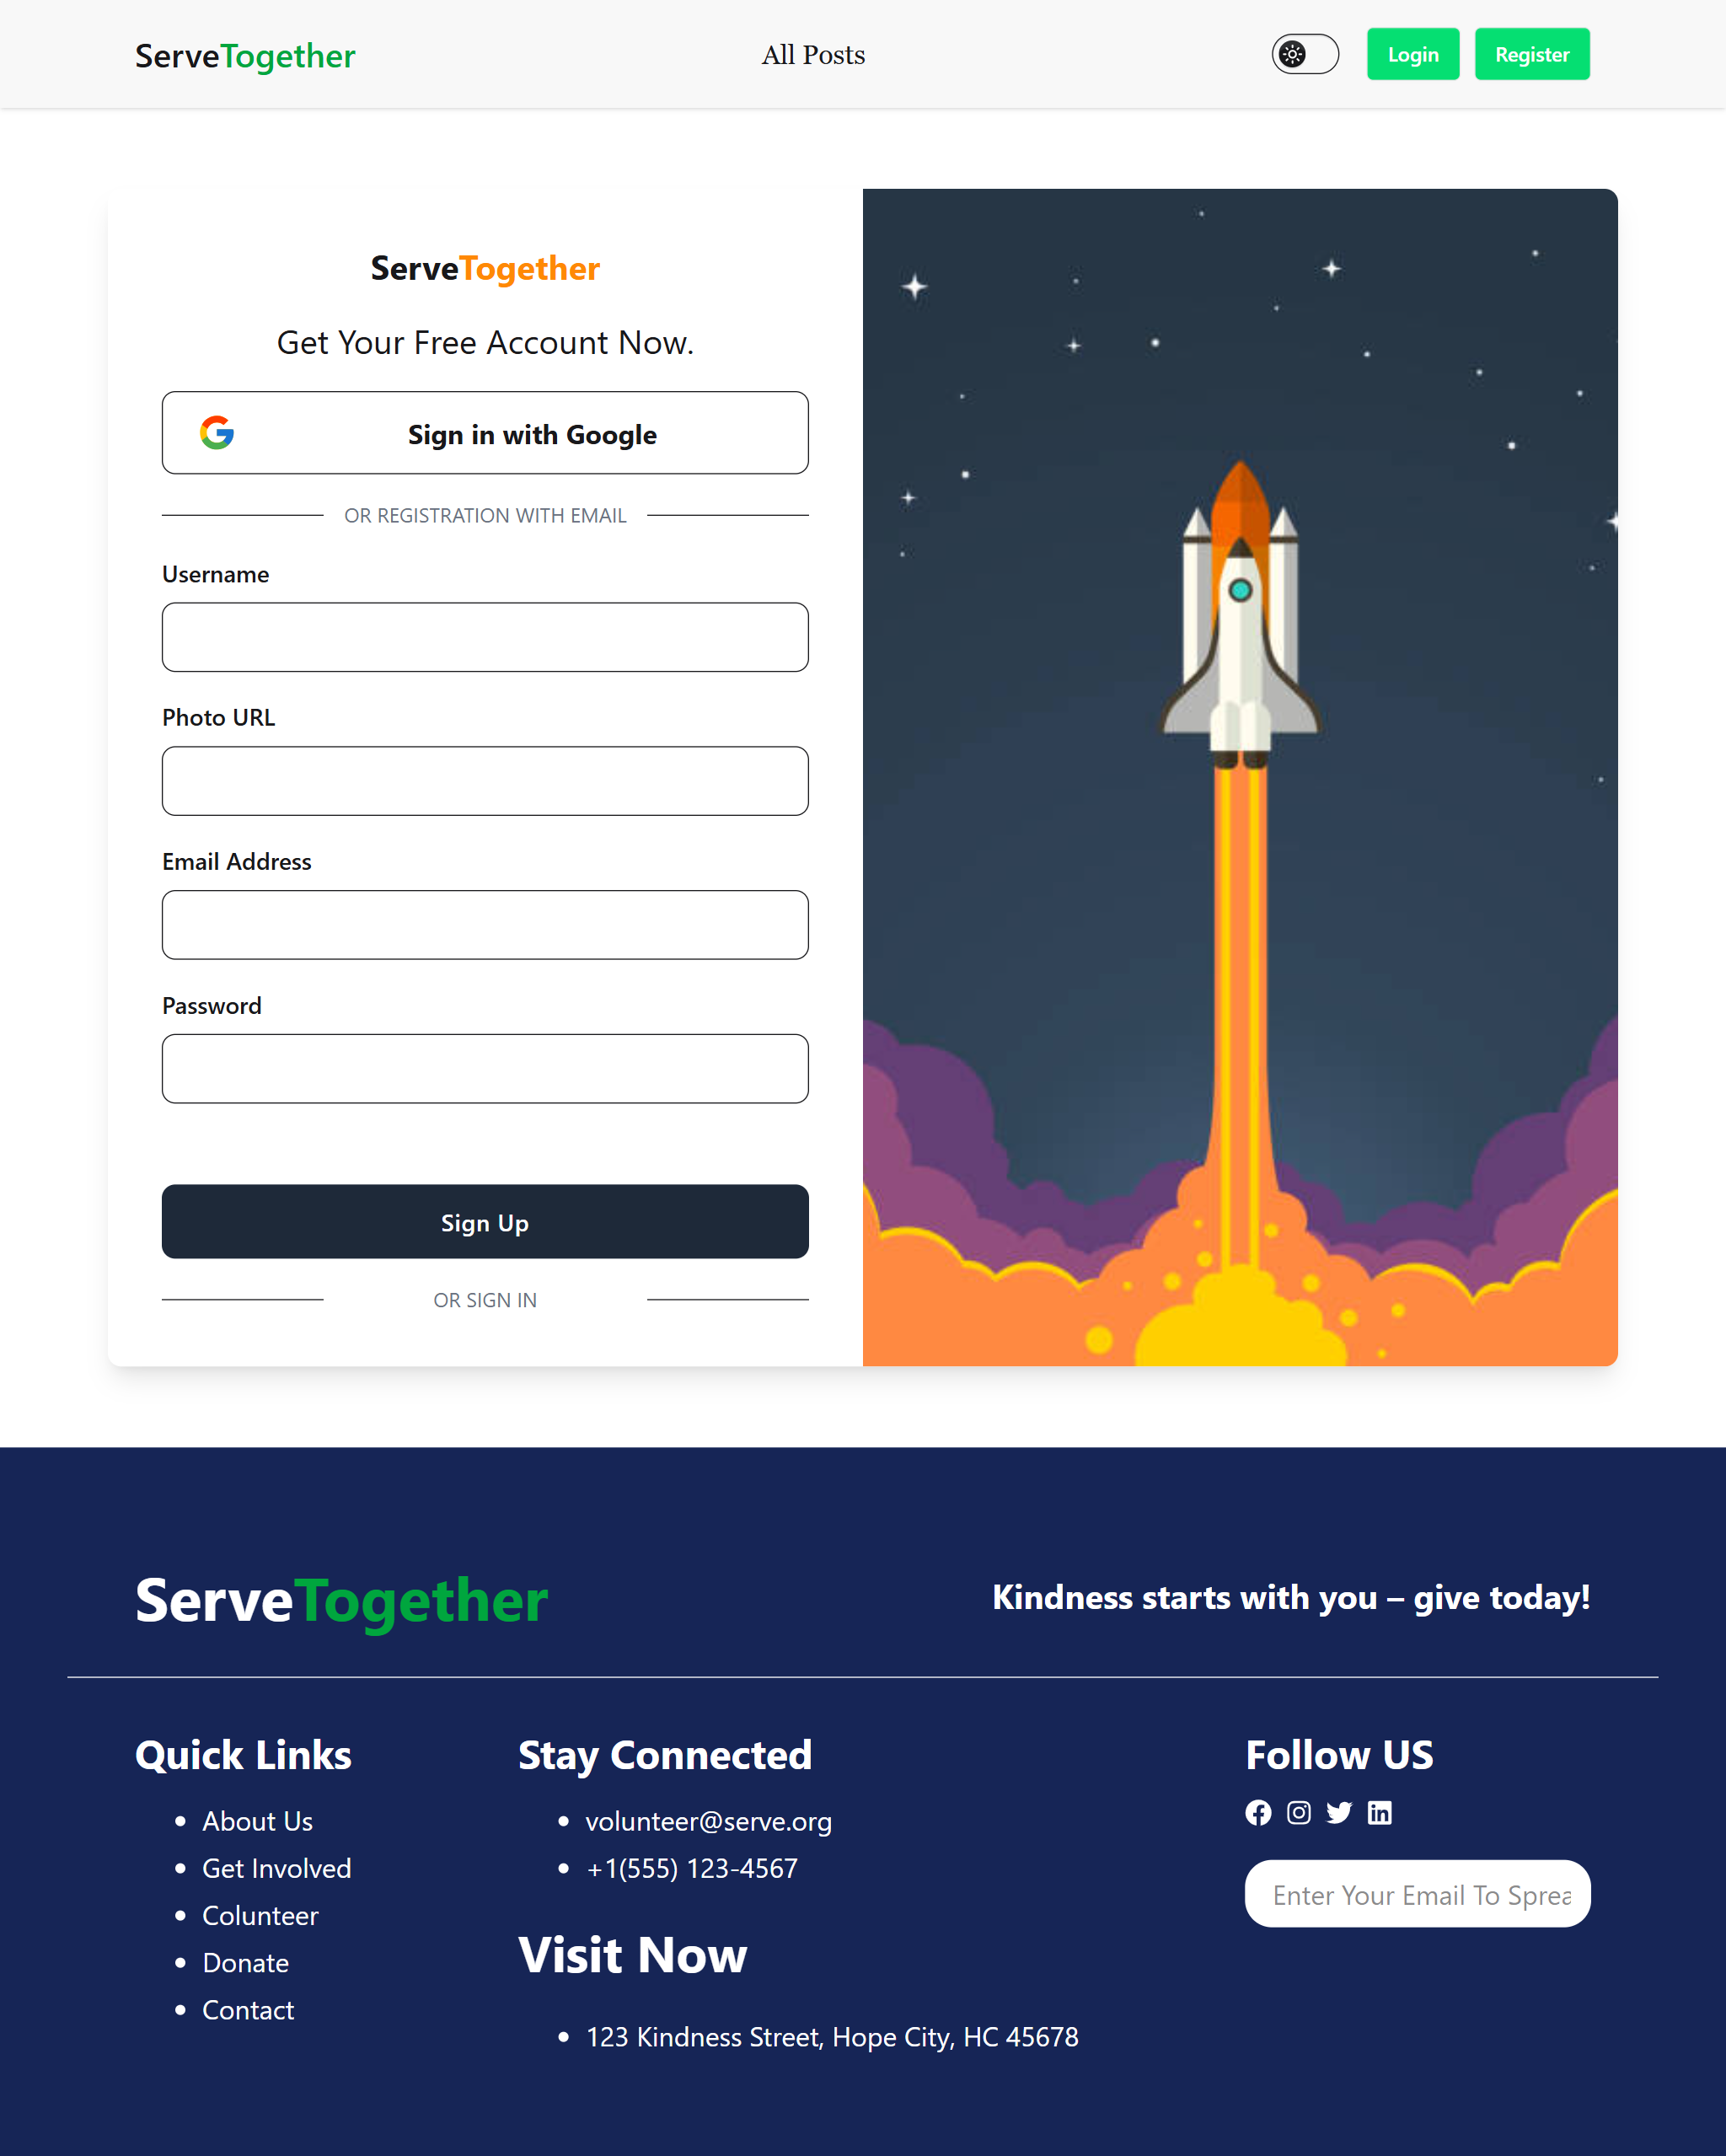 ServeTogether
All Posts
Login
Register
ServeTogether
Get Your Free Account Now.
Sign in with Google
OR REGISTRATION WITH EMAIL
Username
Photo URL
Email Address
Password
Sign Up
OR SIGN IN
ServeTogether
Kindness starts with you – give today!
Quick Links
About Us
Get Involved
Colunteer
Donate
Contact
Stay Connected
volunteer@serve.org
+1(555) 123-4567
Visit Now
123 Kindness Street, Hope City, HC 45678
Follow US
Enter Your Email To Sprea